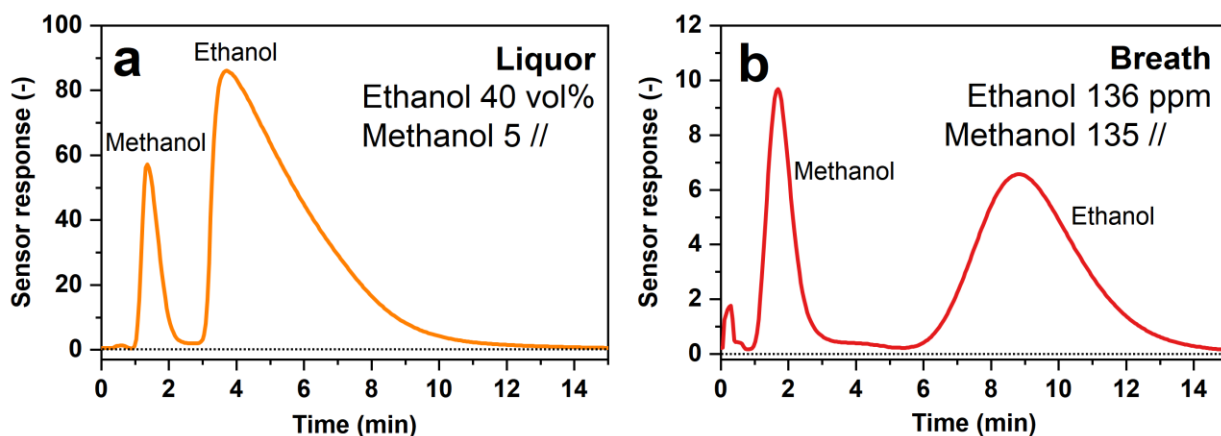 a
Liquor
Ethanol 40 vol%
Methanol 5 //
Methanol
Ethanol
Sensor response (-)
100
80
60
40
20
0
0 2 4 6 8 10 12 14
Time (min)
b
Breath
Ethanol 136 ppm
Methanol 135 //
Methanol
Ethanol
Sensor response (-)
12
10
8
6
4
2
0
0 2 4 6 8 10 12 14
Time (min)